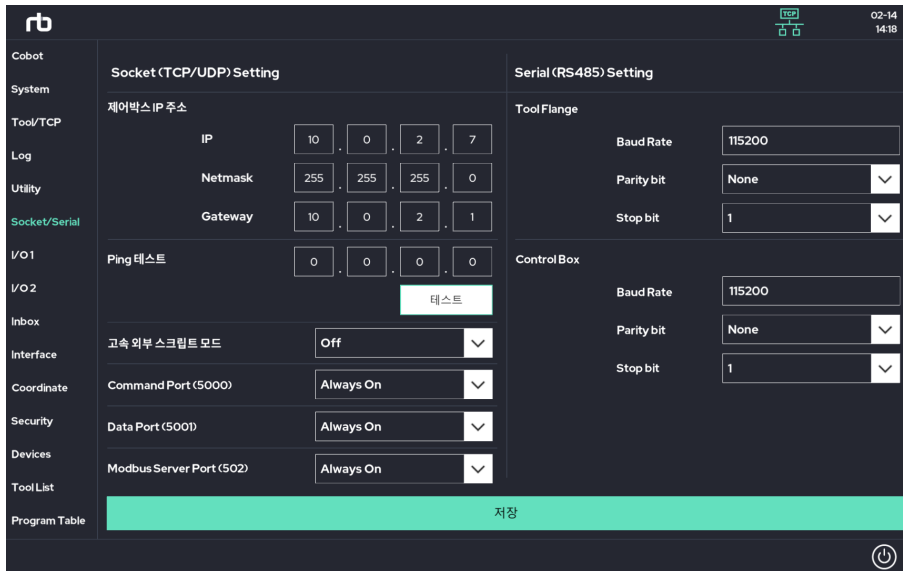 rb
TCP
02-14
14:18
Cobot
System
Tool/TCP
Log
Utility
Socket/Serial
I/O 1
I/O 2
Inbox
Interface
Coordinate
Security
Devices
Tool List
Program Table
Socket (TCP/UDP) Setting
제어박스 IP 주소
IP 10 . 0 . 2 . 7
Netmask 255 . 255 . 255 . 0
Gateway 10 . 0 . 2 . 1
Ping 테스트 0 . 0 . 0 . 0
테스트
고속 외부 스크립트 모드 Off
Command Port (5000) Always On
Data Port (5001) Always On
Modbus Server Port (502) Always On
Serial (RS485) Setting
Tool Flange
Baud Rate 115200
Parity bit None
Stop bit 1
Control Box
Baud Rate 115200
Parity bit None
Stop bit 1
저장